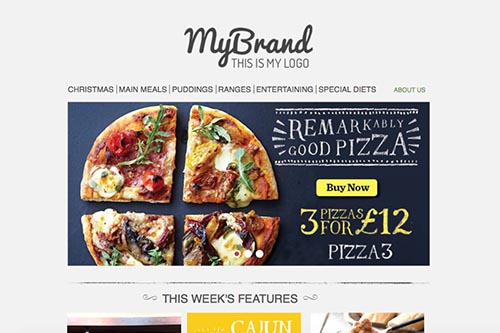 MyBrand
THIS IS MY LOGO
CHRISTMAS | MAIN MEALS | PUDDINGS | RANGES | ENTERTAINING | SPECIAL DIETS
ABOUT US
REMARKABLY
GOOD PIZZA
Buy Now
3 PIZZAS FOR £12
PIZZA3
THIS WEEK'S FEATURES
CAJUN